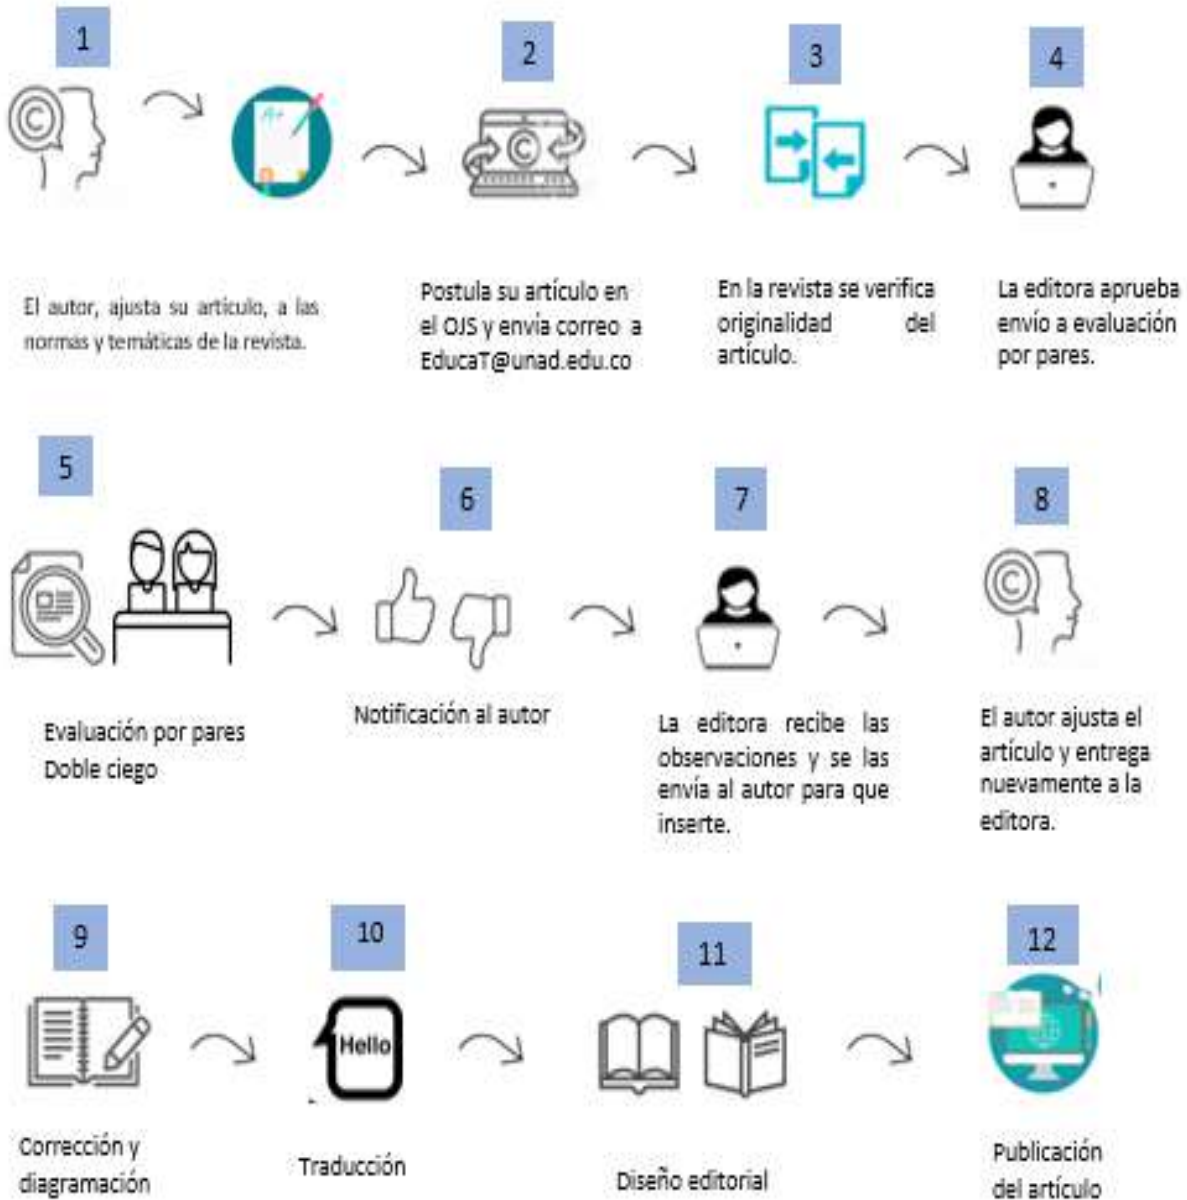 1
2
3
4
C
A+
C
El autor, ajusta su artículo, a las
normas y temáticas de la revista.
Postula su artículo en
el OJS y envía correo a
EducaT@unad.edu.co
En la revista se verifica
originalidad del
artículo.
La editora aprueba
envío a evaluación
por pares.
5
6
7
8
C
Evaluación por pares
Doble ciego
Notificación al autor
La editora recibe las
observaciones y se las
envía al autor para que
inserte.
El autor ajusta el
artículo y entrega
nuevamente a la
editora.
9
10
11
12
Hello
Corrección y
diagramación
Traducción
Diseño editorial
Publicación
del artículo